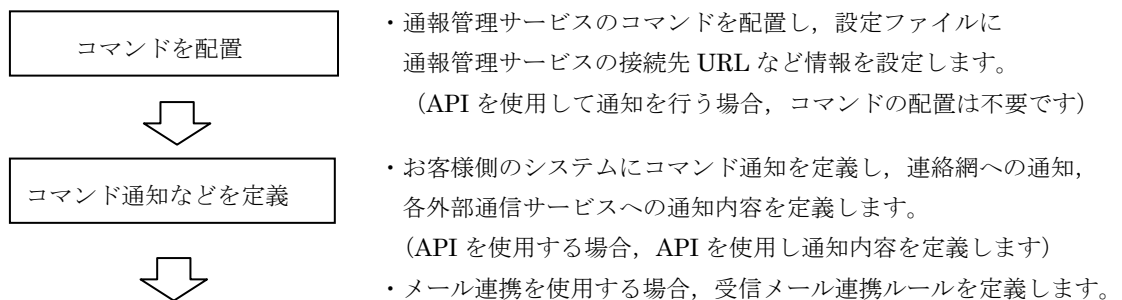 コマンドを配置
・通報管理サービスのコマンドを配置し，設定ファイルに
通報管理サービスの接続先 URL など情報を設定します。
（API を使用して通知を行う場合，コマンドの配置は不要です）
コマンド通知などを定義
・お客様側のシステムにコマンド通知を定義し，連絡網への通知，
各外部通信サービスへの通知内容を定義します。
（API を使用する場合，API を使用し通知内容を定義します）
・メール連携を使用する場合，受信メール連携ルールを定義します。